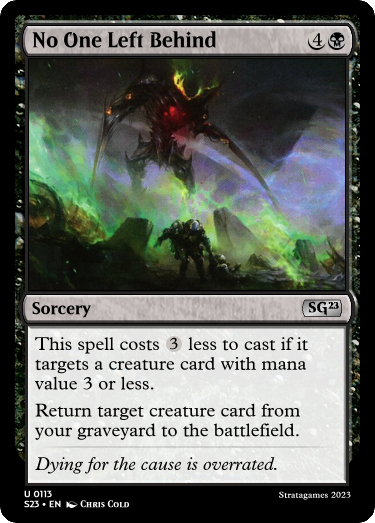 No One Left Behind 4
Sorcery SG23
This spell costs 3 less to cast if it
targets a creature card with mana
value 3 or less.
Return target creature card from
your graveyard to the battlefield.
Dying for the cause is overrated.
U 0113
S23 • EN Chris Cold
Stratagames 2023